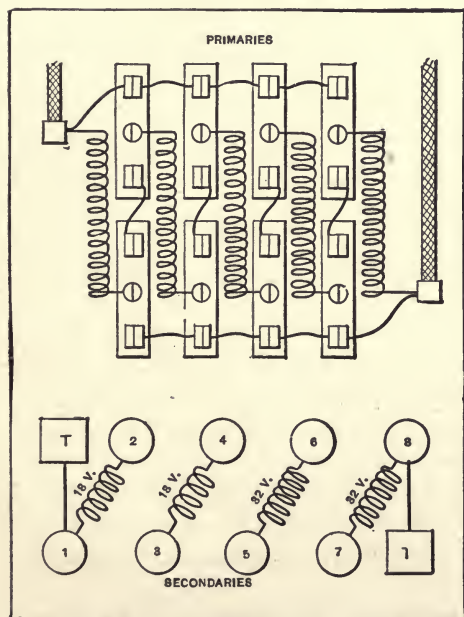 PRIMARIES
T
2
4
6
8
18 V.
18 V.
32 V.
32 V.
1
3
5
7
T
SECONDARIES